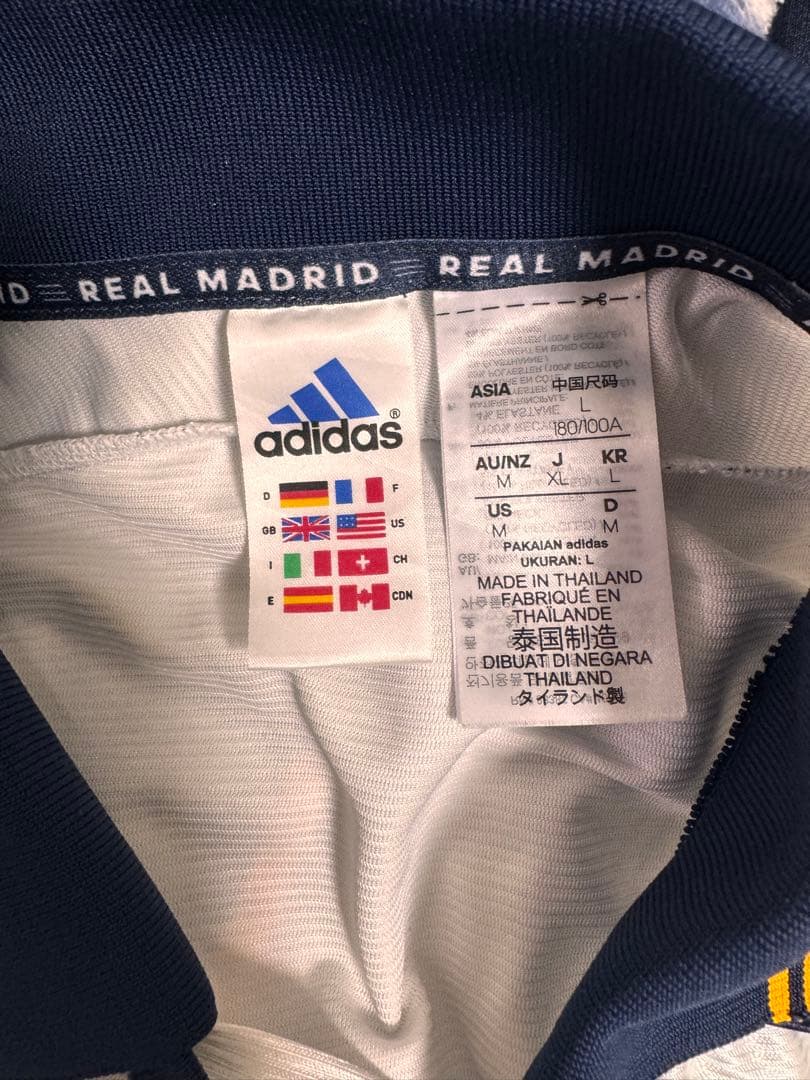 ID REAL MADRID REAL MADRID
adidas®
D F
GB US
I CH
E CDN
ASIA 中国尺码
L
180/100A
AU/NZ J KR
M XL L
US D
M M
PAKAIAN adidas
UKURAN: L
MADE IN THAILAND
FABRIQUÉ EN
THAÏLANDE
泰国制造
DIBUAT DI NEGARA
THAILAND
タイランド製